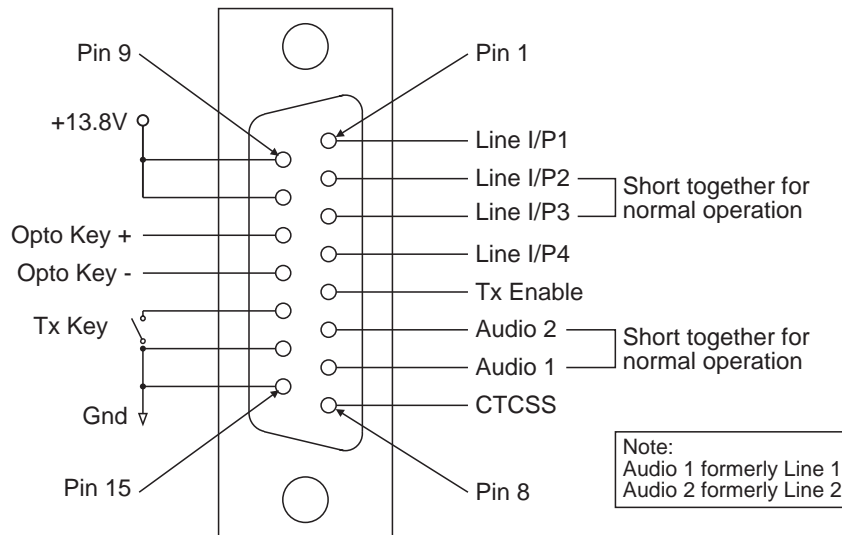 Pin 9
Pin 1
+13.8V
Line I/P1
Line I/P2
Short together for
normal operation
Line I/P3
Opto Key +
Line I/P4
Opto Key -
Tx Enable
Tx Key
Audio 2
Short together for
normal operation
Audio 1
Gnd
CTCSS
Pin 15
Pin 8
Note:
Audio 1 formerly Line 1
Audio 2 formerly Line 2